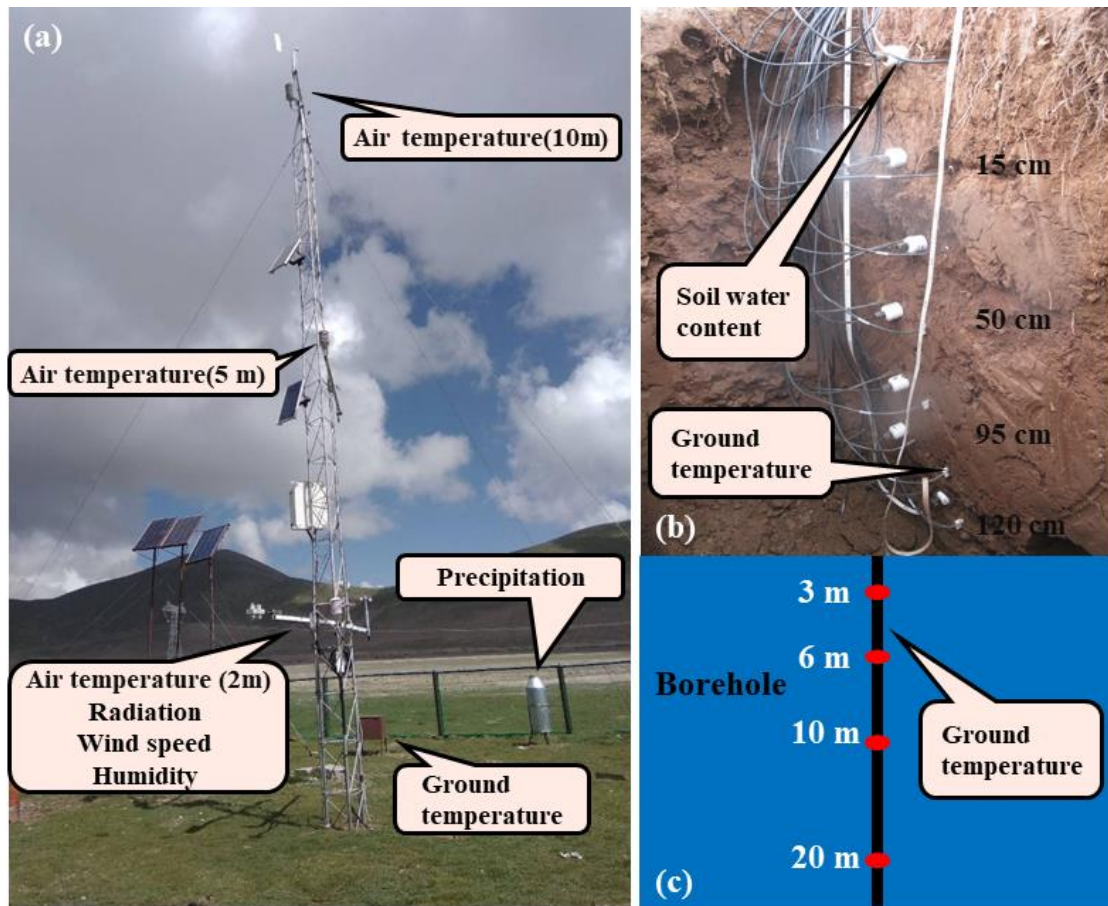 (a)
Air temperature(10m)
Air temperature(5 m)
Precipitation
Air temperature (2m)
Radiation
Wind speed
Humidity
Ground
temperature
15 cm
Soil water
content
50 cm
Ground
temperature
95 cm
(b)
120 cm
3 m
6 m
Borehole
10 m
Ground
temperature
20 m
(c)